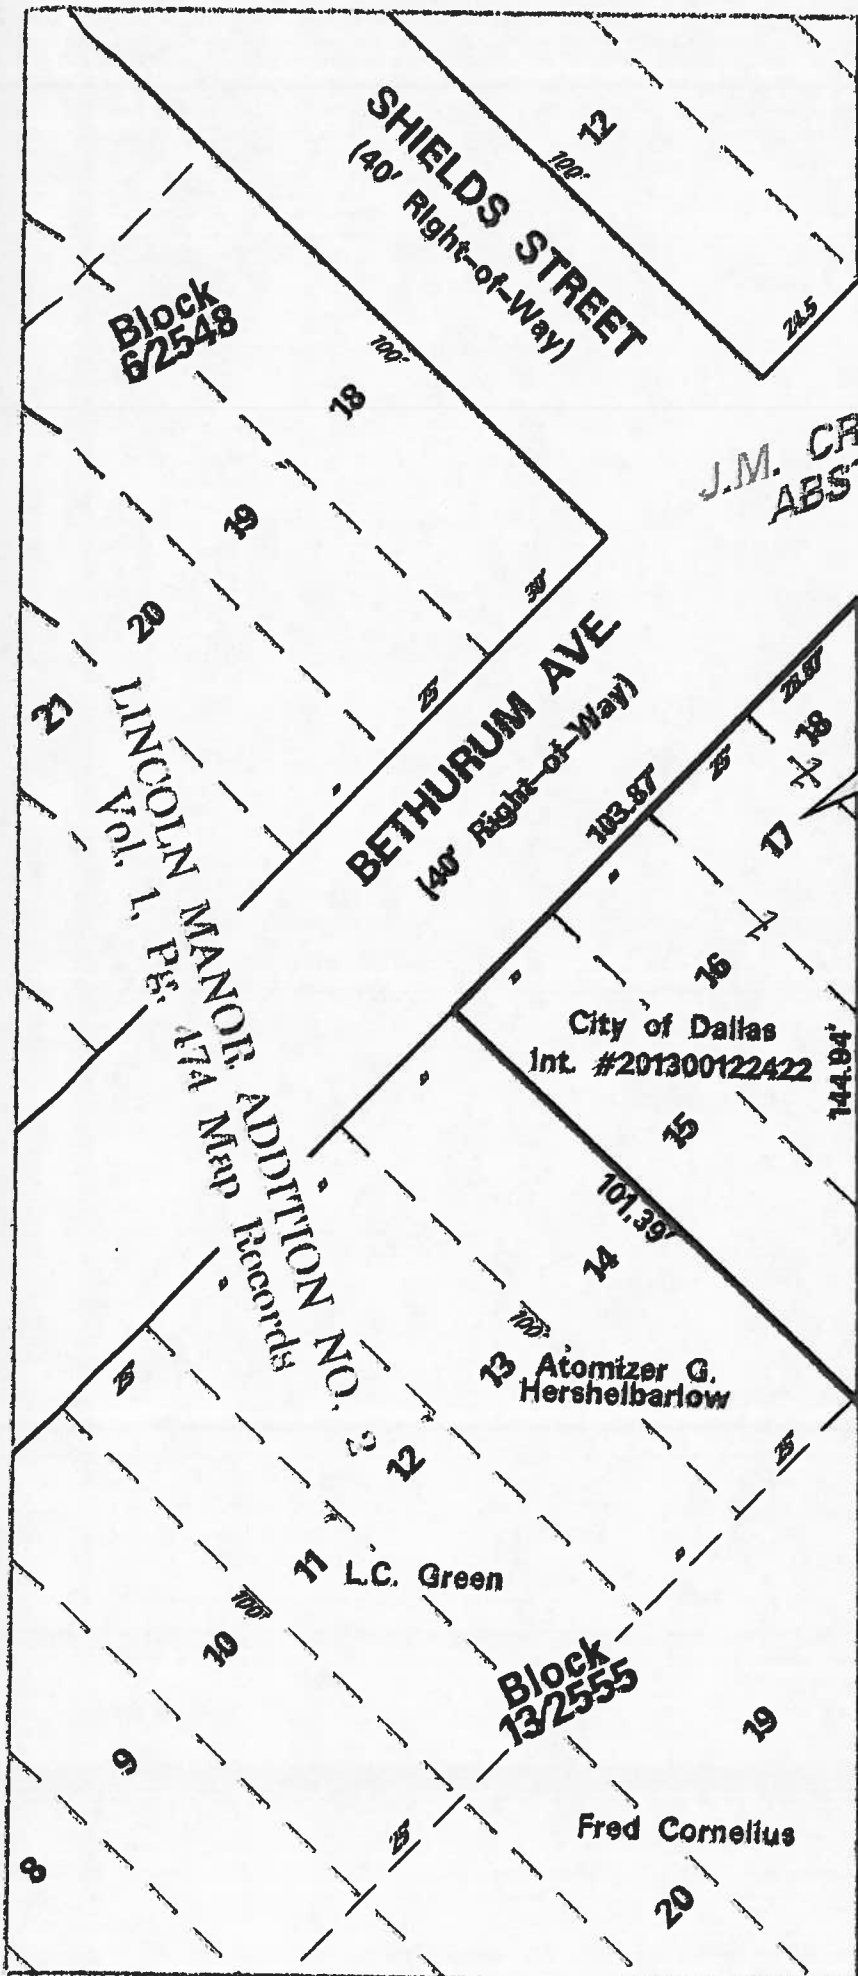 12
100'
SHIELDS STREET
(40' Right-of-Way)
28.5
Block
6/2548
100'
18
J.M. CR
ABST
19
30'
20
25'
BETHURUM AVE.
(40' Right-of-Way)
21
LINCOLN MANOR ADDITION NO. 2
Vol. 1, Pg. 474 Map Records
28.87'
18
25'
103.87'
17
16
City of Dallas
Int. #201300122422
144.94'
15
101.39'
14
100'
13
Atomizer G.
Hershelbarlow
25'
25'
12
11
L.C. Green
100'
10
Block
13/2555
19
9
25'
Fred Cornelius
8
20